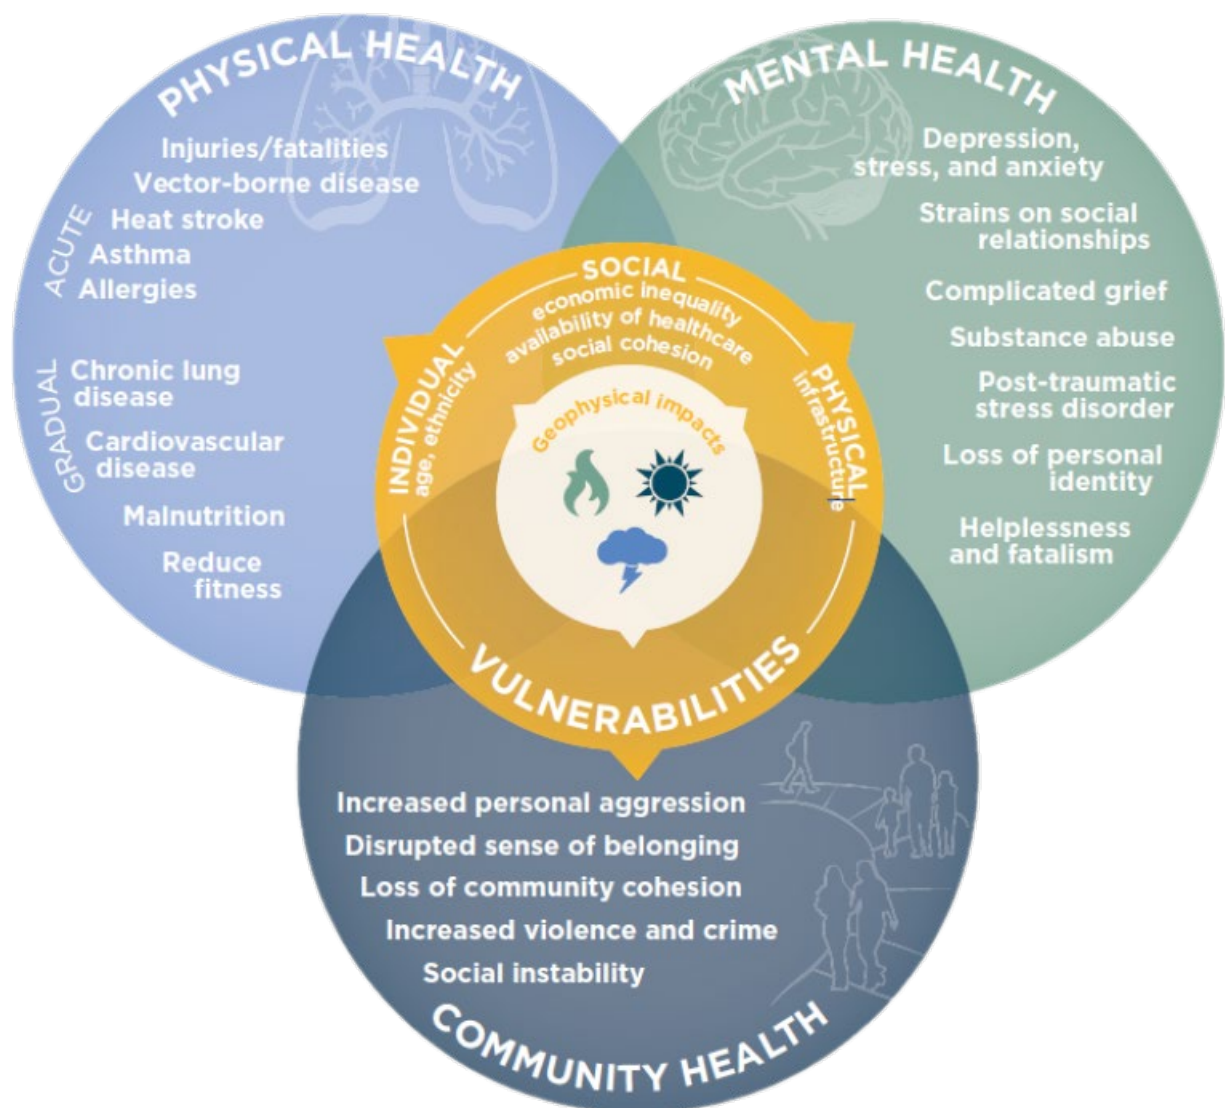 PHYSICAL HEALTH
Injuries/fatalities
Vector-borne disease
ACUTE
Heat stroke
Asthma
Allergies
GRADUAL
Chronic lung
disease
Cardiovascular
disease
Malnutrition
Reduce
fitness
MENTAL HEALTH
Depression,
stress, and anxiety
Strains on social
relationships
Complicated grief
Substance abuse
Post-traumatic
stress disorder
Loss of personal
identity
Helplessness
and fatalism
SOCIAL
economic inequality
availability of healthcare
social cohesion
INDIVIDUAL
age, ethnicity
PHYSICAL
infrastructure
Geophysical impacts
VULNERABILITIES
Increased personal aggression
Disrupted sense of belonging
Loss of community cohesion
Increased violence and crime
Social instability
COMMUNITY HEALTH